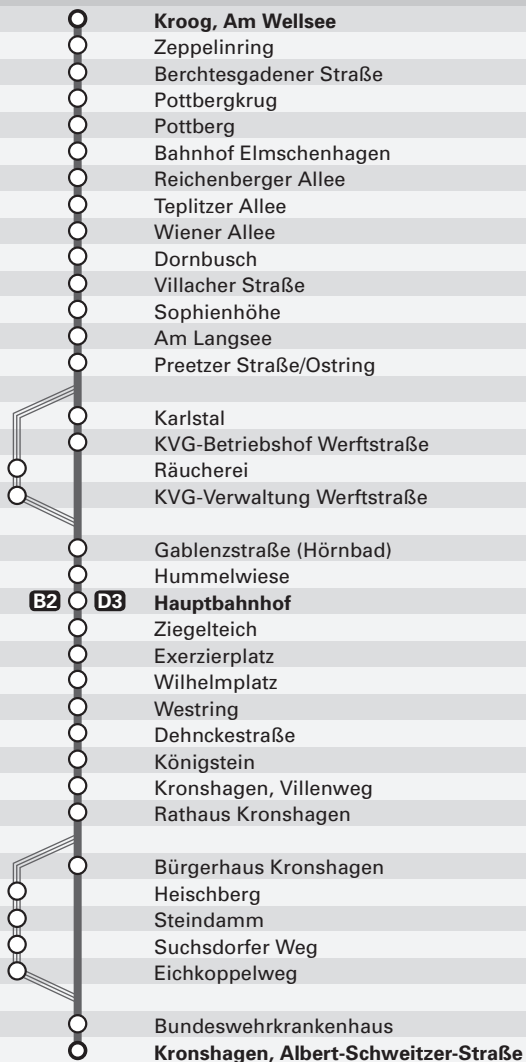 Kroog, Am Wellsee
Zeppelinring
Berchtesgadener Straße
Pottbergkrug
Pottberg
Bahnhof Elmschenhagen
Reichenberger Allee
Teplitzer Allee
Wiener Allee
Dornbusch
Villacher Straße
Sophienhöhe
Am Langsee
Preetzer Straße/Ostring
Karlstal
KVG-Betriebshof Werftstraße
Räucherei
KVG-Verwaltung Werftstraße
Gablenzstraße (Hörnbad)
Hummelwiese
B2 D3 Hauptbahnhof
Ziegelteich
Exerzierplatz
Wilhelmplatz
Westring
Dehnckestraße
Königstein
Kronshagen, Villenweg
Rathaus Kronshagen
Bürgerhaus Kronshagen
Heischberg
Steindamm
Suchsdorfer Weg
Eichkoppelweg
Bundeswehrkrankenhaus
Kronshagen, Albert-Schweitzer-Straße